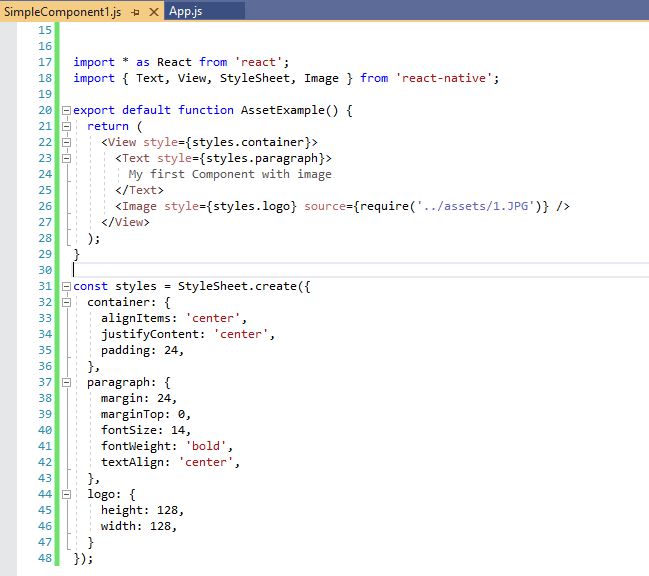 SimpleComponent1.js App.js
15
16
17 import * as React from 'react';
18 import { Text, View, StyleSheet, Image } from 'react-native';
19
20 export default function AssetExample() {
21 return (
22 <View style={styles.container}>
23 <Text style={styles.paragraph}>
24 My first Component with image
25 </Text>
26 <Image style={styles.logo} source={require('../assets/1.JPG')} />
27 </View>
28 );
29 }
30
31 const styles = StyleSheet.create({
32 container: {
33 alignItems: 'center',
34 justifyContent: 'center',
35 padding: 24,
36 },
37 paragraph: {
38 margin: 24,
39 marginTop: 0,
40 fontSize: 14,
41 fontWeight: 'bold',
42 textAlign: 'center',
43 },
44 logo: {
45 height: 128,
46 width: 128,
47 }
48 });